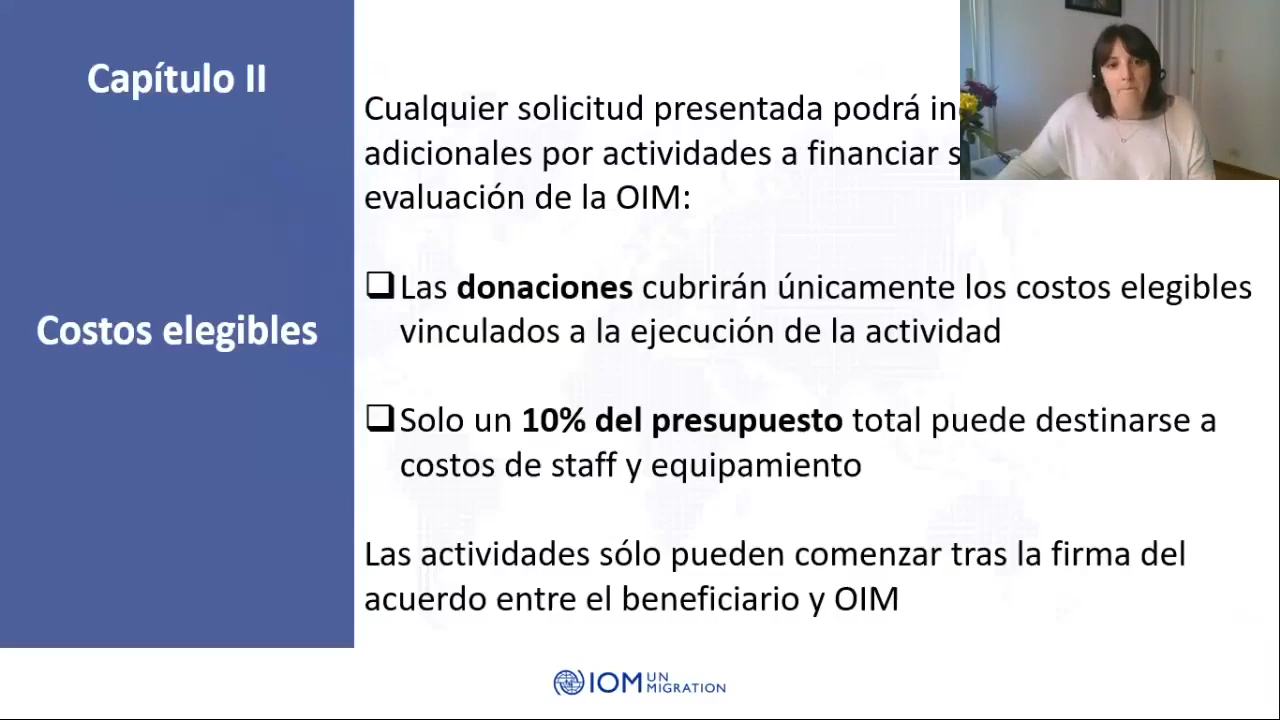 Capítulo II
Costos elegibles
Cualquier solicitud presentada podrá
adicionales por actividades a financiar
evaluación de la OIM:
Las donaciones cubrirán únicamente los costos elegibles
vinculados a la ejecución de la actividad
Solo un 10% del presupuesto total puede destinarse a
costos de staff y equipamiento
Las actividades sólo pueden comenzar tras la firma del
acuerdo entre el beneficiario y OIM
IOM UN
MIGRATION